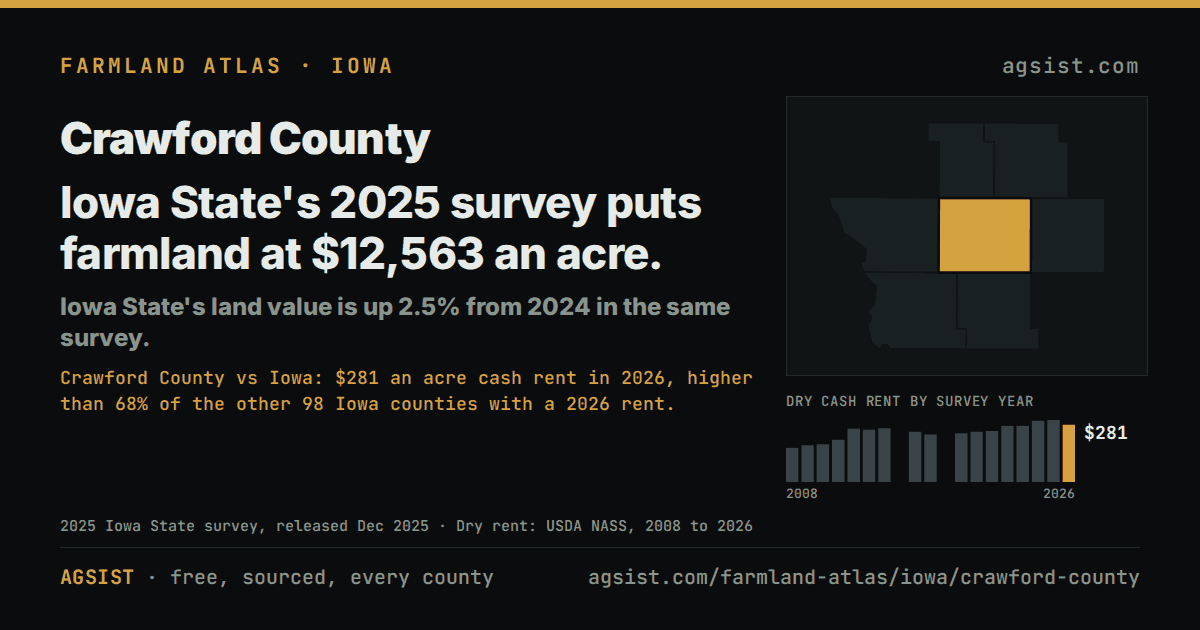 FARMLAND ATLAS · IOWA
agsist.com
Crawford County
Iowa State's 2025 survey puts
farmland at $12,563 an acre.
Iowa State's land value is up 2.5% from 2024 in the same
survey.
Crawford County vs Iowa: $281 an acre cash rent in 2026, higher
than 68% of the other 98 Iowa counties with a 2026 rent.
DRY CASH RENT BY SURVEY YEAR
$281
2008
2026
2025 Iowa State survey, released Dec 2025 · Dry rent: USDA NASS, 2008 to 2026
AGSIST · free, sourced, every county
agsist.com/farmland-atlas/iowa/crawford-county